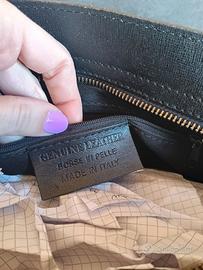 GENUINE LEATHER
BORSE IN PELLE
MADE IN ITALY